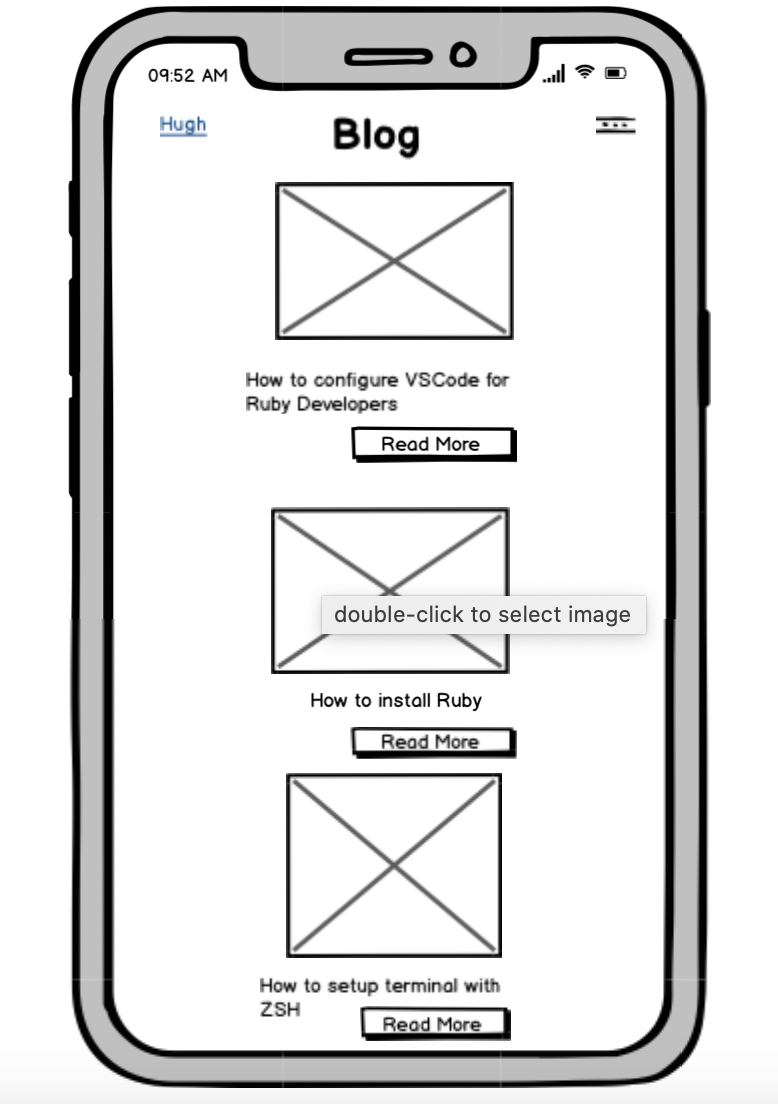 09:52 AM
Hugh
Blog
How to configure VSCode for
Ruby Developers
Read More
double-click to select image
How to install Ruby
Read More
How to setup terminal with
ZSH
Read More